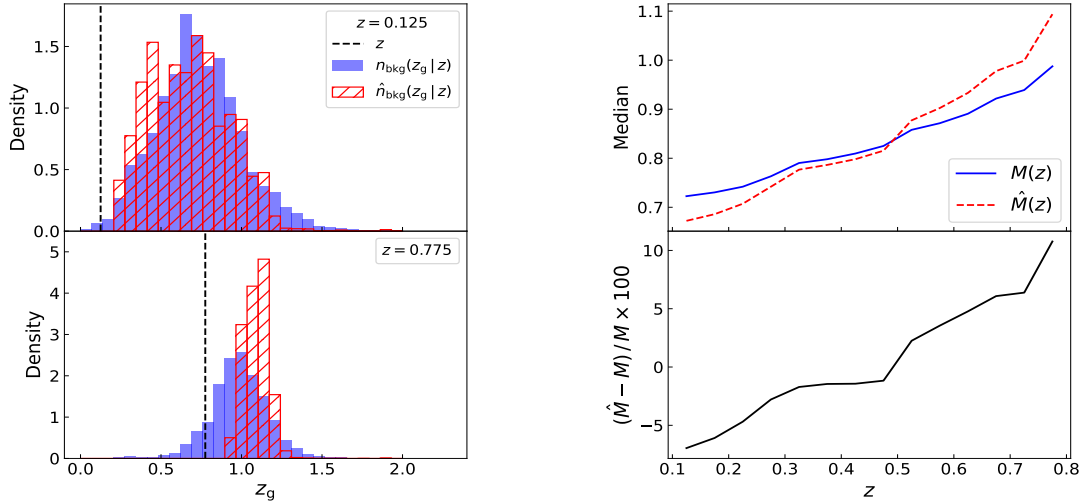 z = 0.125
z
n_bkg(z_g | z)
n̂_bkg(z_g | z)
Density
1.5
1.0
0.5
0.0
z = 0.775
Density
5
4
3
2
1
0
0.0 0.5 1.0 1.5 2.0
z_g
Median
1.0
0.9
0.8
0.7
M(z)
M̂(z)
(M̂ − M) / M × 100
10
5
0
−5
0.1 0.2 0.3 0.4 0.5 0.6 0.7 0.8
z